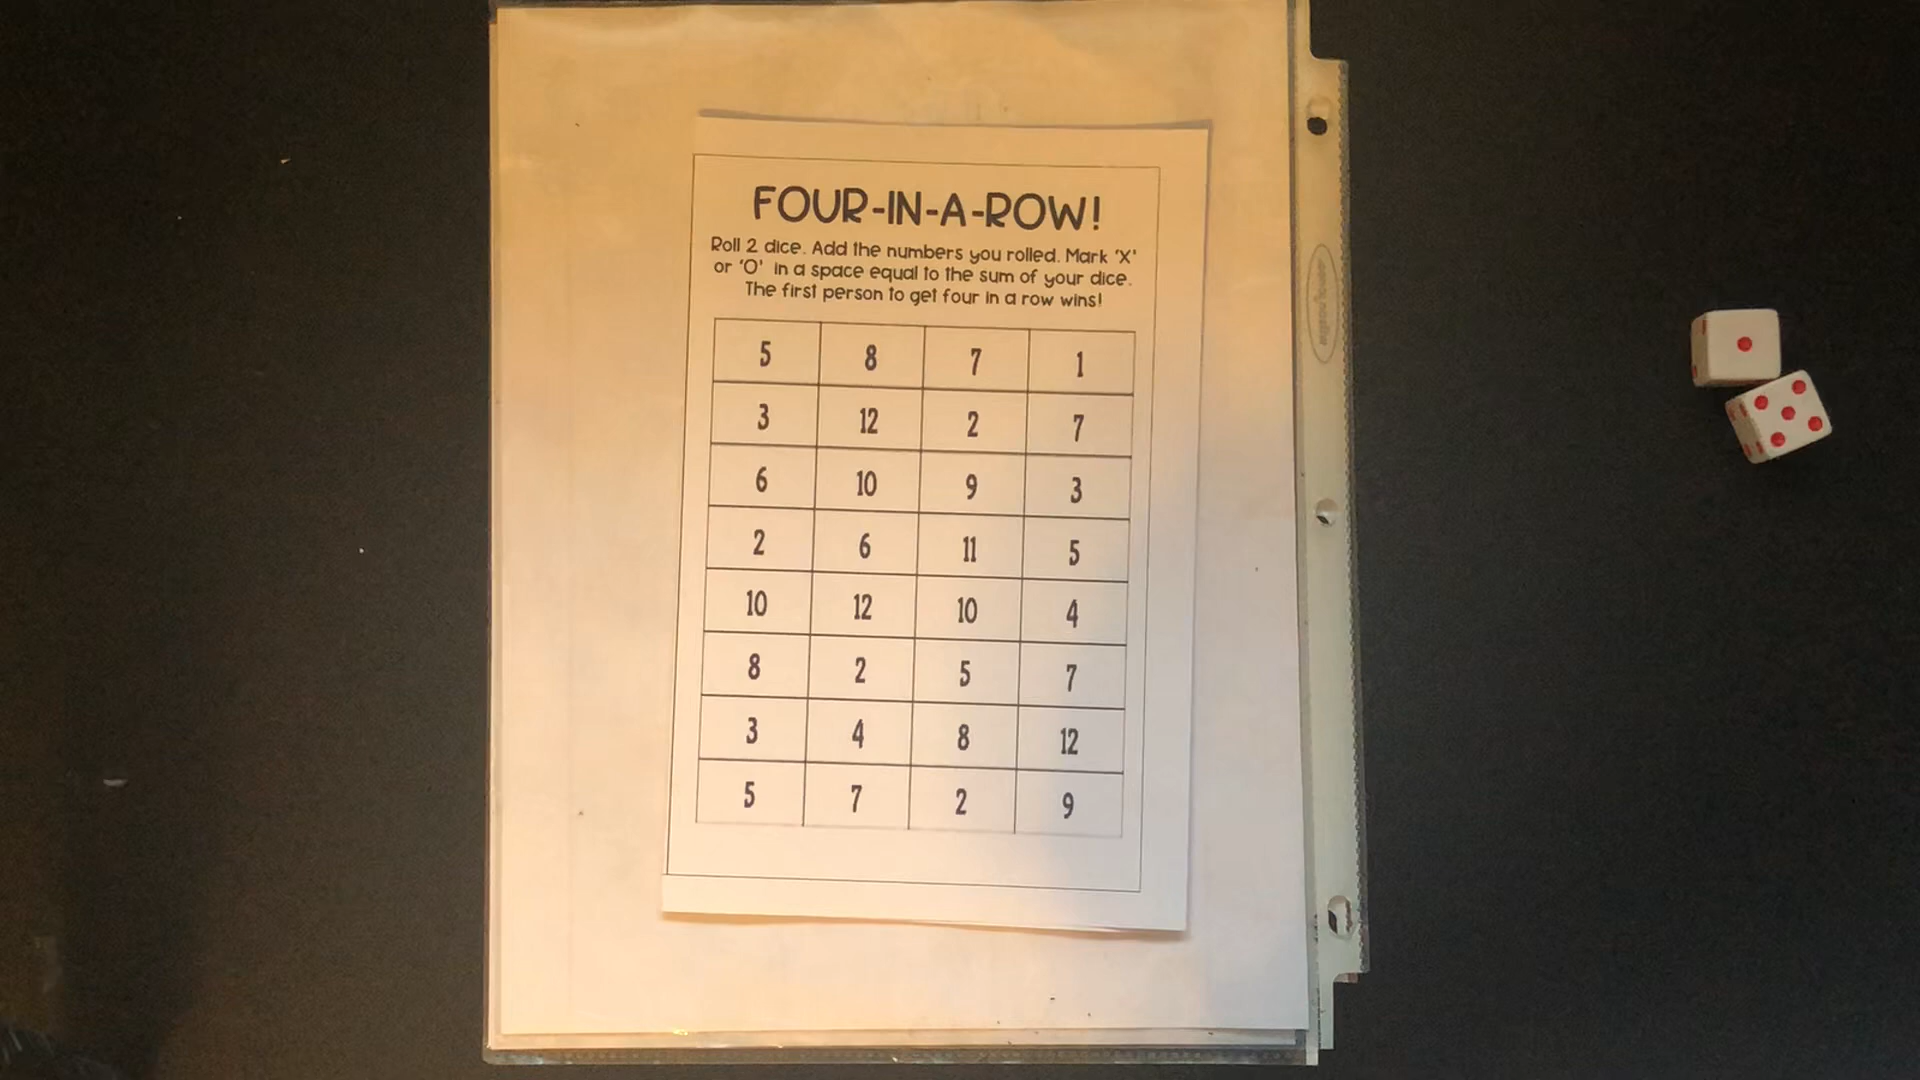 FOUR-IN-A-ROW!
Roll 2 dice. Add the numbers you rolled. Mark 'X'
or 'O' in a space equal to the sum of your dice.
The first person to get four in a row wins!
5 8 7 1
3 12 2 7
6 10 9 3
2 6 11 5
10 12 10 4
8 2 5 7
3 4 8 12
5 7 2 9